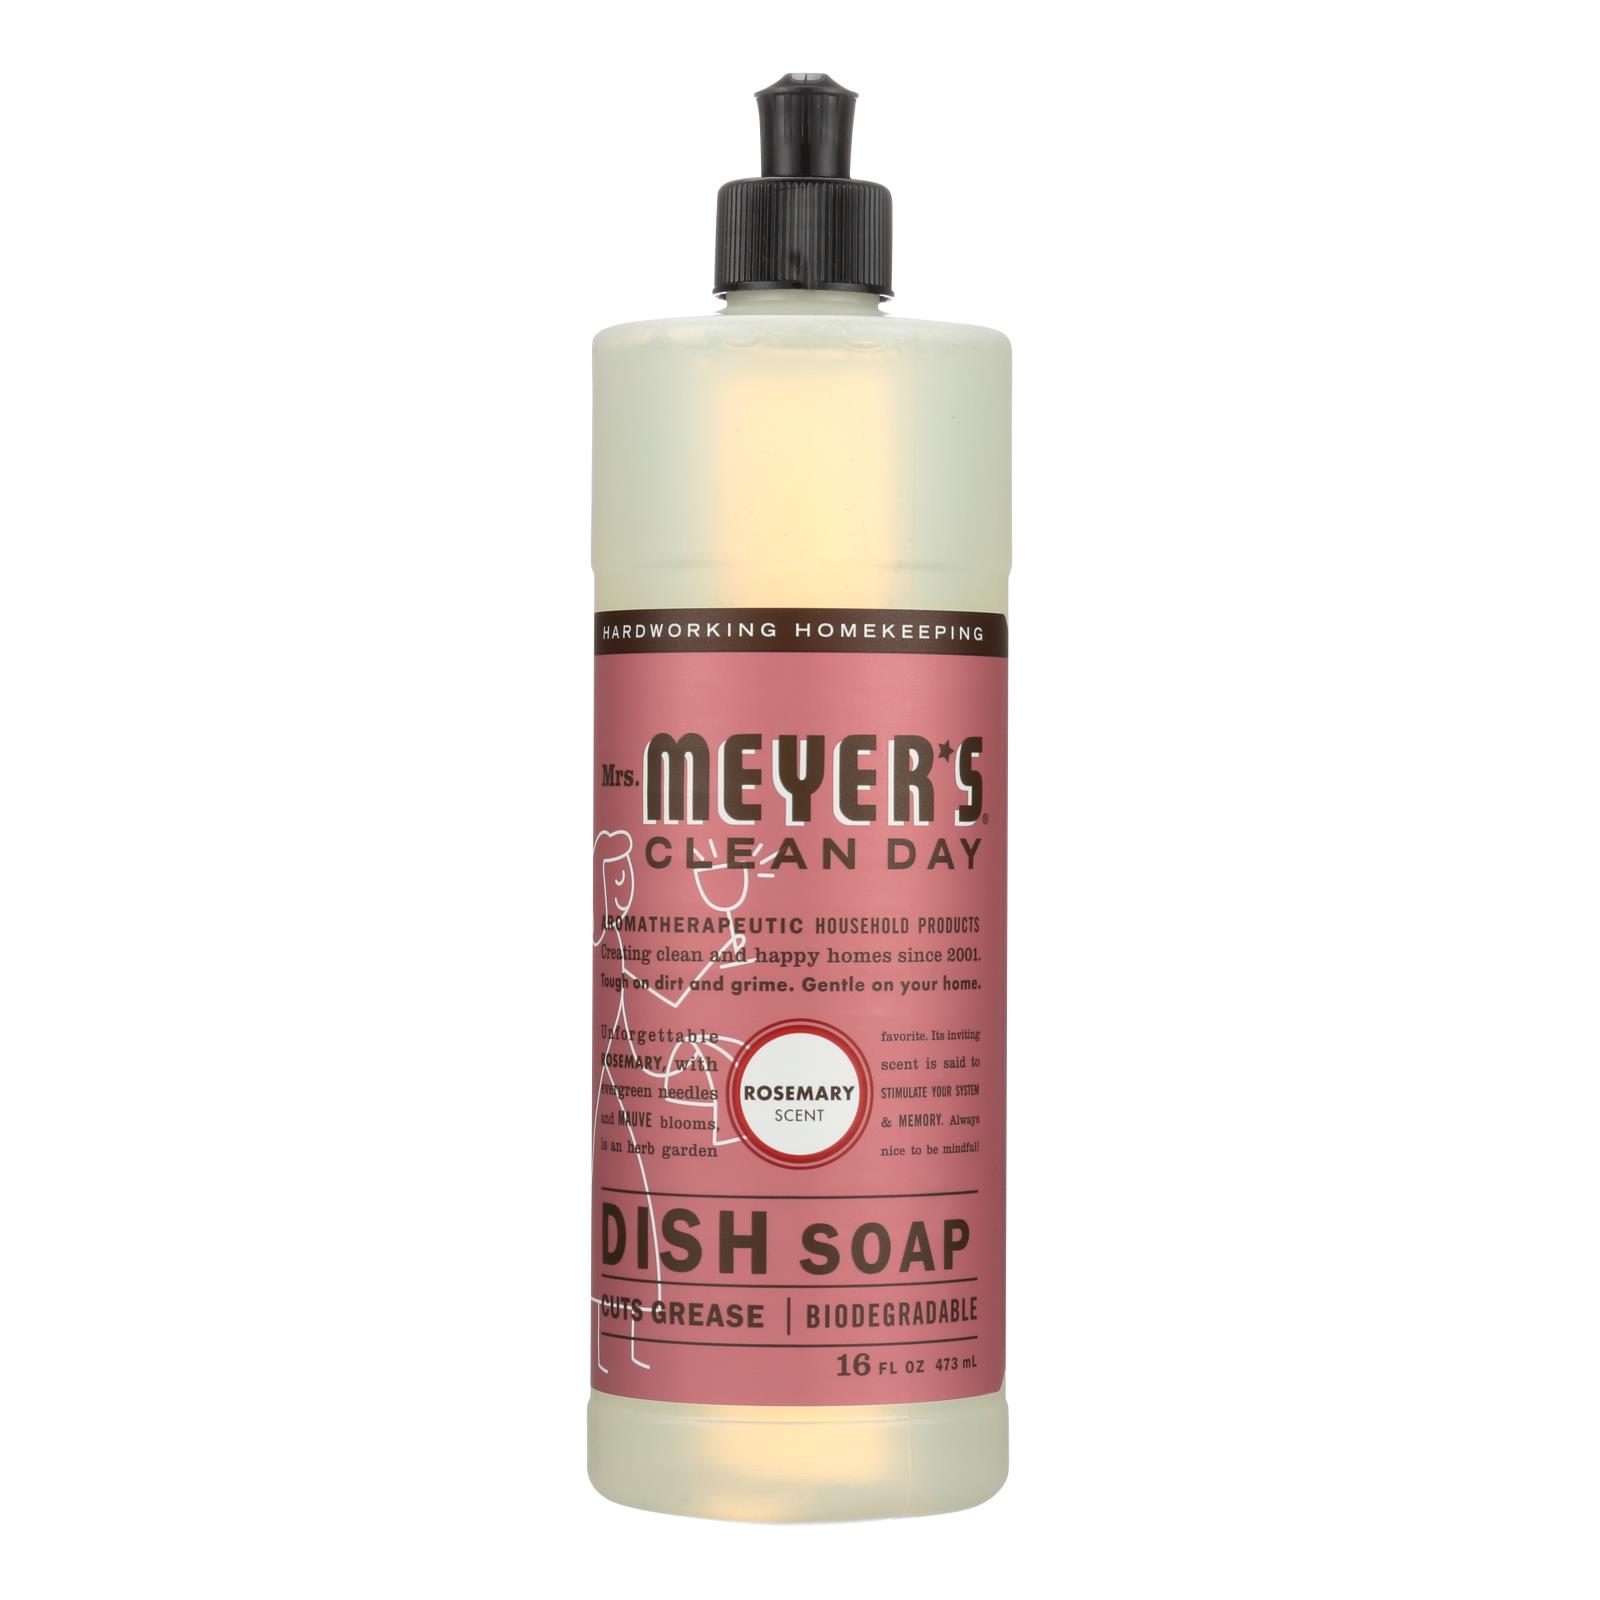 HARDWORKING HOMEKEEPING
Mrs. MEYER'S®
CLEAN DAY
AROMATHERAPEUTIC HOUSEHOLD PRODUCTS
Creating clean and happy homes since 2001.
Tough on dirt and grime. Gentle on your home.
Unforgettable
ROSEMARY, with
evergreen needles
and MAUVE blooms,
is an herb garden
ROSEMARY
SCENT
favorite. Its inviting
scent is said to
STIMULATE YOUR SYSTEM
& MEMORY. Always
nice to be mindful!
DISH SOAP
CUTS GREASE | BIODEGRADABLE
16 FL OZ 473 mL